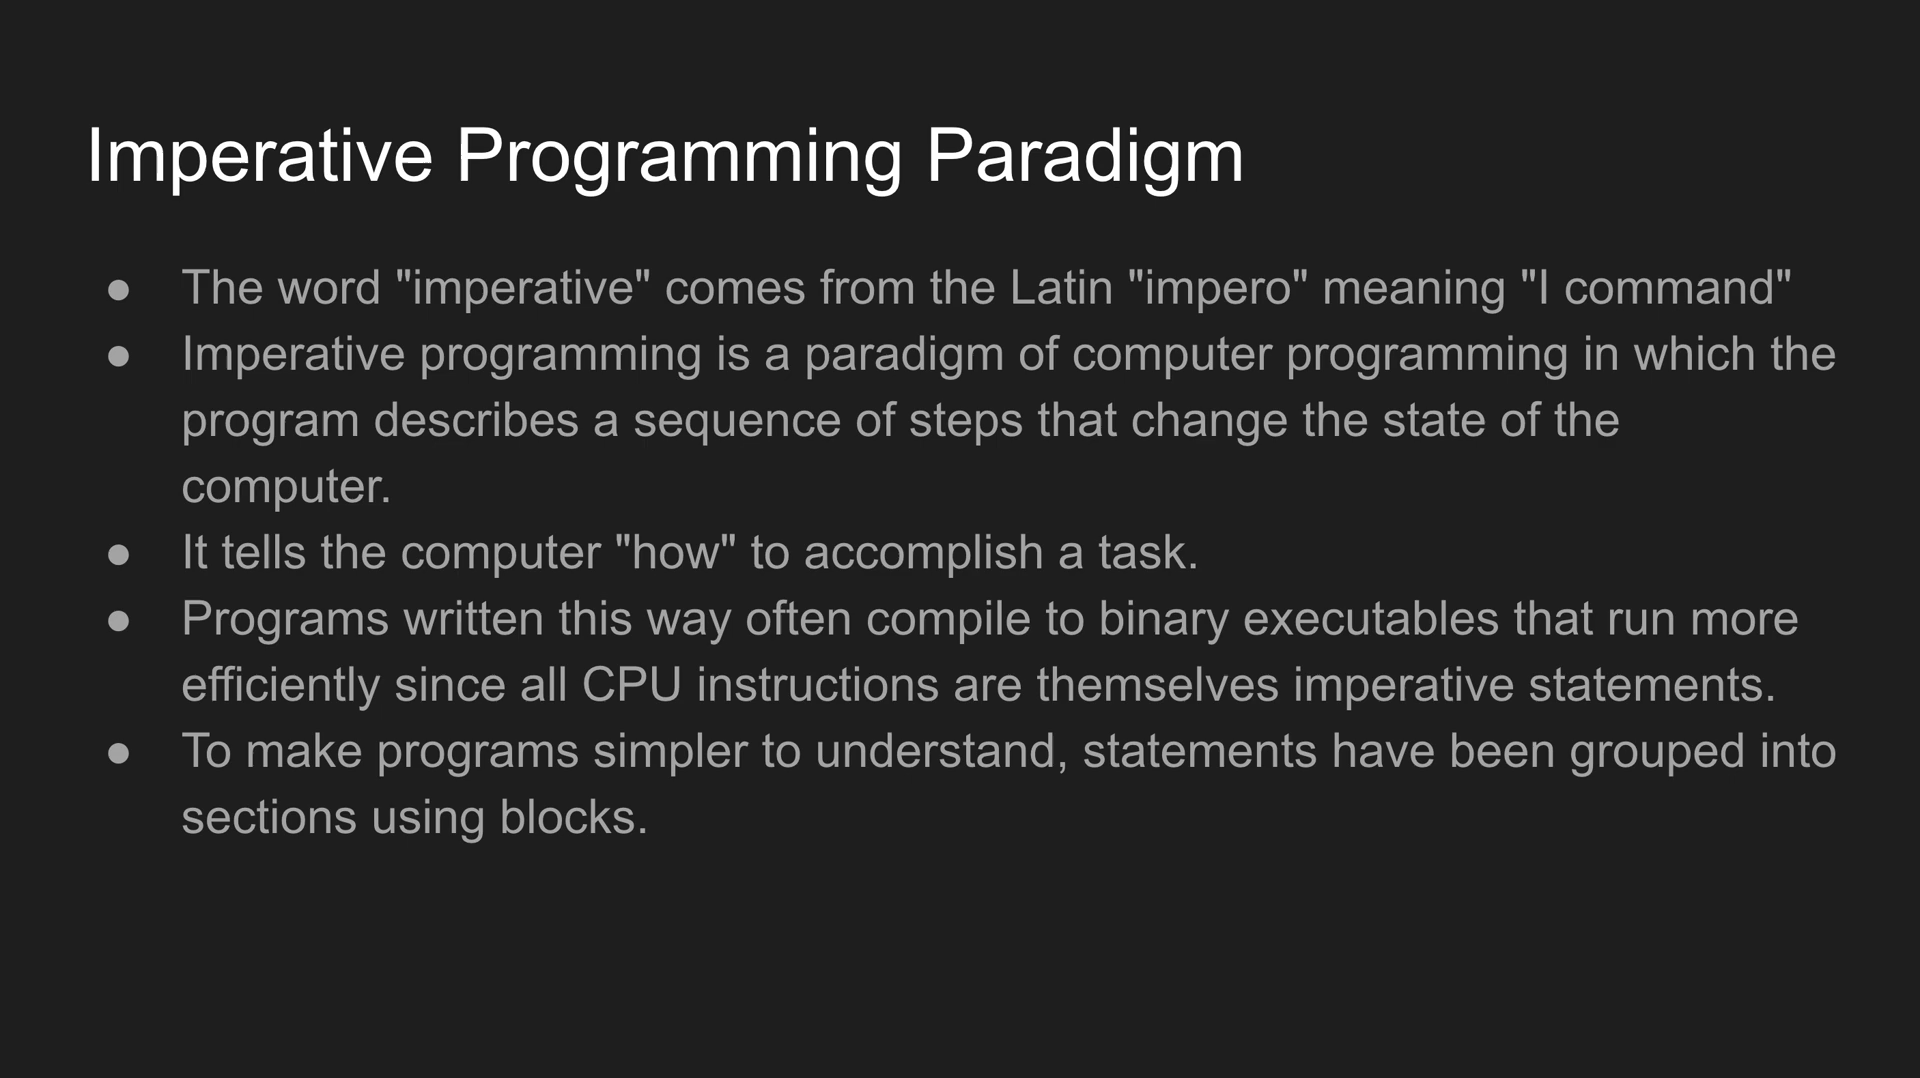 Imperative Programming Paradigm
● The word "imperative" comes from the Latin "impero" meaning "I command"
● Imperative programming is a paradigm of computer programming in which the
program describes a sequence of steps that change the state of the
computer.
● It tells the computer "how" to accomplish a task.
● Programs written this way often compile to binary executables that run more
efficiently since all CPU instructions are themselves imperative statements.
● To make programs simpler to understand, statements have been grouped into
sections using blocks.